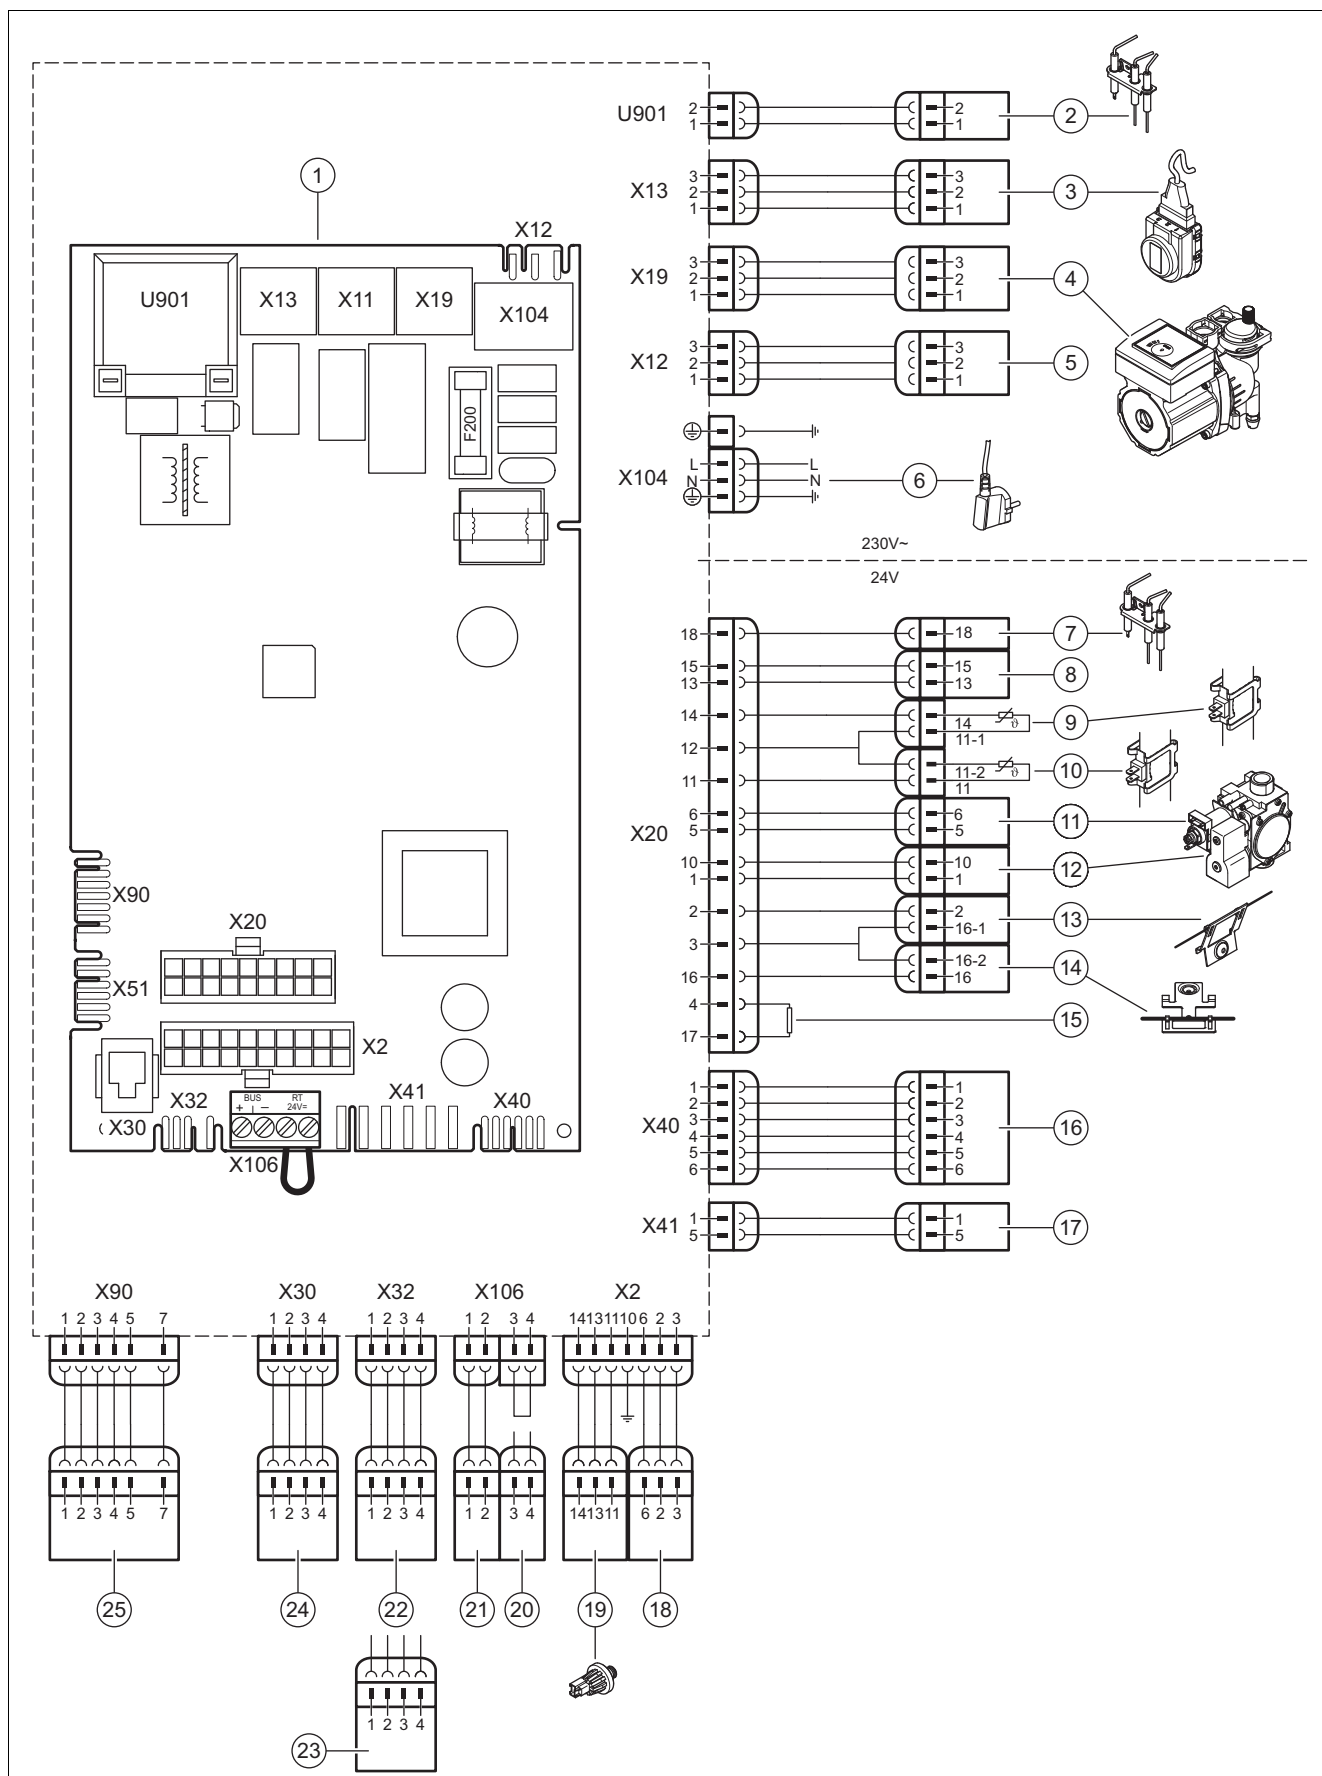 U901
2
1
2
1
2
1
X13
3
2
1
3
2
1
3
X12
X19
3
2
1
3
2
1
4
U901
X13
X11
X19
X104
X12
3
2
1
3
2
1
5
F200
X104
L
N
L
N
6
230V~
24V
18
18
7
15
13
15
13
8
14
14
11-1
ϑ
9
12
11
11-2
11
ϑ
10
X20
6
5
6
5
11
10
1
10
1
12
2
2
16-1
13
3
16
16-2
16
14
4
17
15
X90
X20
X51
X2
X32
BUS
+
−
RT
24V=
X41
X40
X30
X106
X40
1
2
3
4
5
6
1
2
3
4
5
6
16
X41
1
5
1
5
17
X90
X30
X32
X106
X2
1 2 3 4 5 7
1 2 3 4
1 2 3 4
1 2 3 4
14 13 11 10 6 2 3
1 2 3 4 5 7
1 2 3 4
1 2 3 4
1 2
3 4
14 13 11
6 2 3
25
24
22
21
20
19
18
1 2 3 4
23